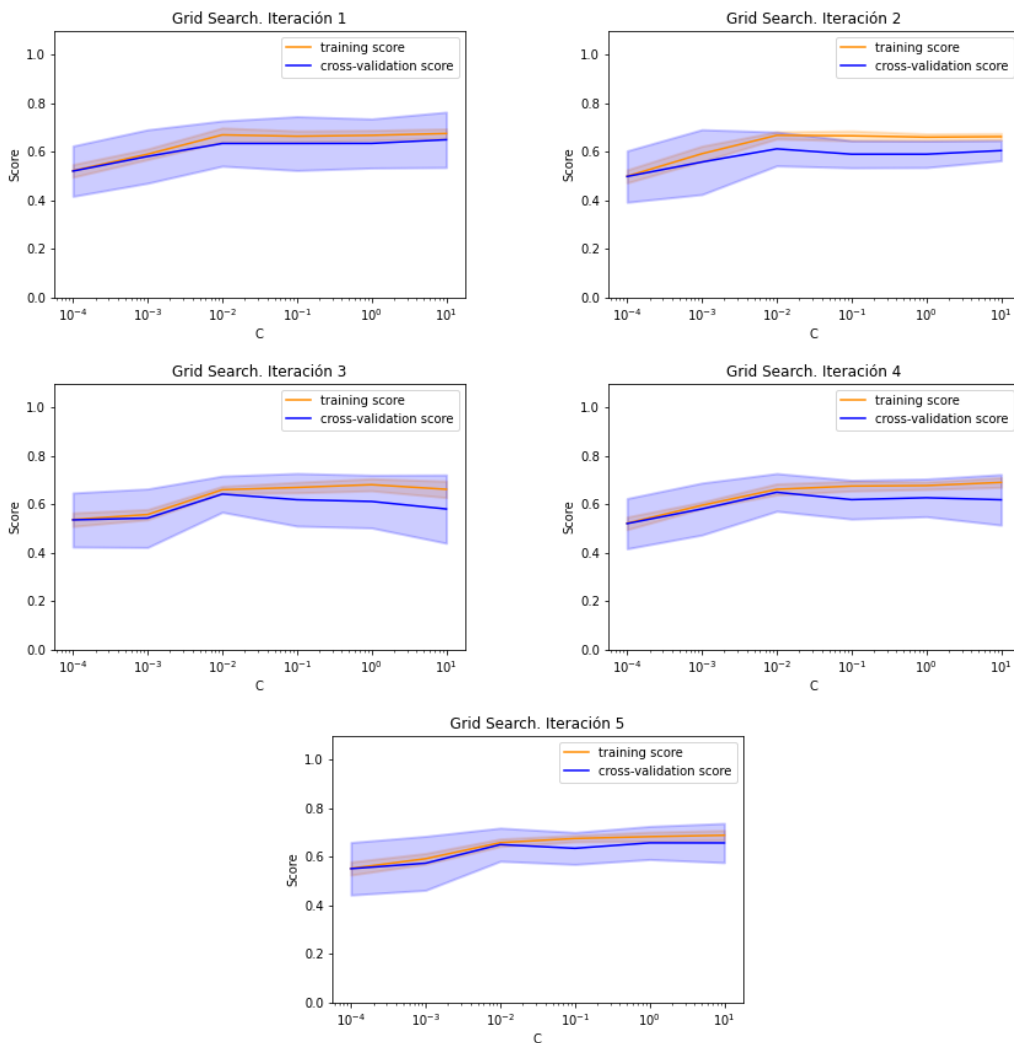 Grid Search. Iteración 1
1.0
0.8
0.6
0.4
0.2
0.0
Score
training score
cross-validation score
10⁻⁴ 10⁻³ 10⁻² 10⁻¹ 10⁰ 10¹
C
Grid Search. Iteración 2
1.0
0.8
0.6
0.4
0.2
0.0
Score
training score
cross-validation score
10⁻⁴ 10⁻³ 10⁻² 10⁻¹ 10⁰ 10¹
C
Grid Search. Iteración 3
1.0
0.8
0.6
0.4
0.2
0.0
Score
training score
cross-validation score
10⁻⁴ 10⁻³ 10⁻² 10⁻¹ 10⁰ 10¹
C
Grid Search. Iteración 4
1.0
0.8
0.6
0.4
0.2
0.0
Score
training score
cross-validation score
10⁻⁴ 10⁻³ 10⁻² 10⁻¹ 10⁰ 10¹
C
Grid Search. Iteración 5
1.0
0.8
0.6
0.4
0.2
0.0
Score
training score
cross-validation score
10⁻⁴ 10⁻³ 10⁻² 10⁻¹ 10⁰ 10¹
C